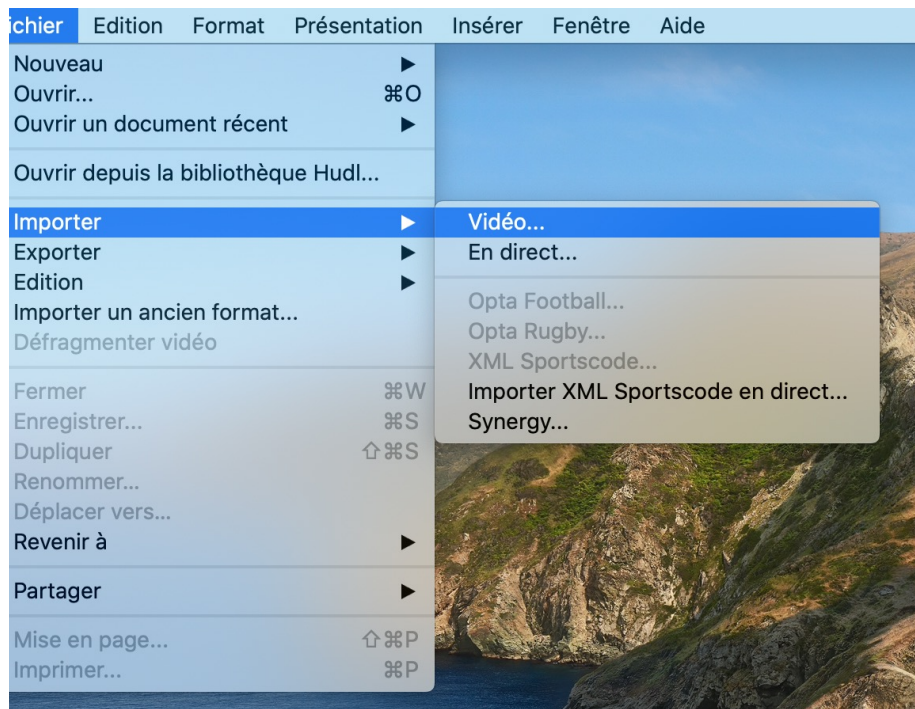 ichier Edition Format Présentation Insérer Fenêtre Aide
Nouveau ▶
Ouvrir... ⌘O
Ouvrir un document récent ▶
Ouvrir depuis la bibliothèque Hudl...
Importer ▶
Exporter ▶
Edition ▶
Importer un ancien format...
Défragmenter vidéo
Fermer ⌘W
Enregistrer... ⌘S
Dupliquer ⇧⌘S
Renommer...
Déplacer vers...
Revenir à ▶
Partager ▶
Mise en page... ⇧⌘P
Imprimer... ⌘P
Vidéo...
En direct...
Opta Football...
Opta Rugby...
XML Sportscode...
Importer XML Sportscode en direct...
Synergy...